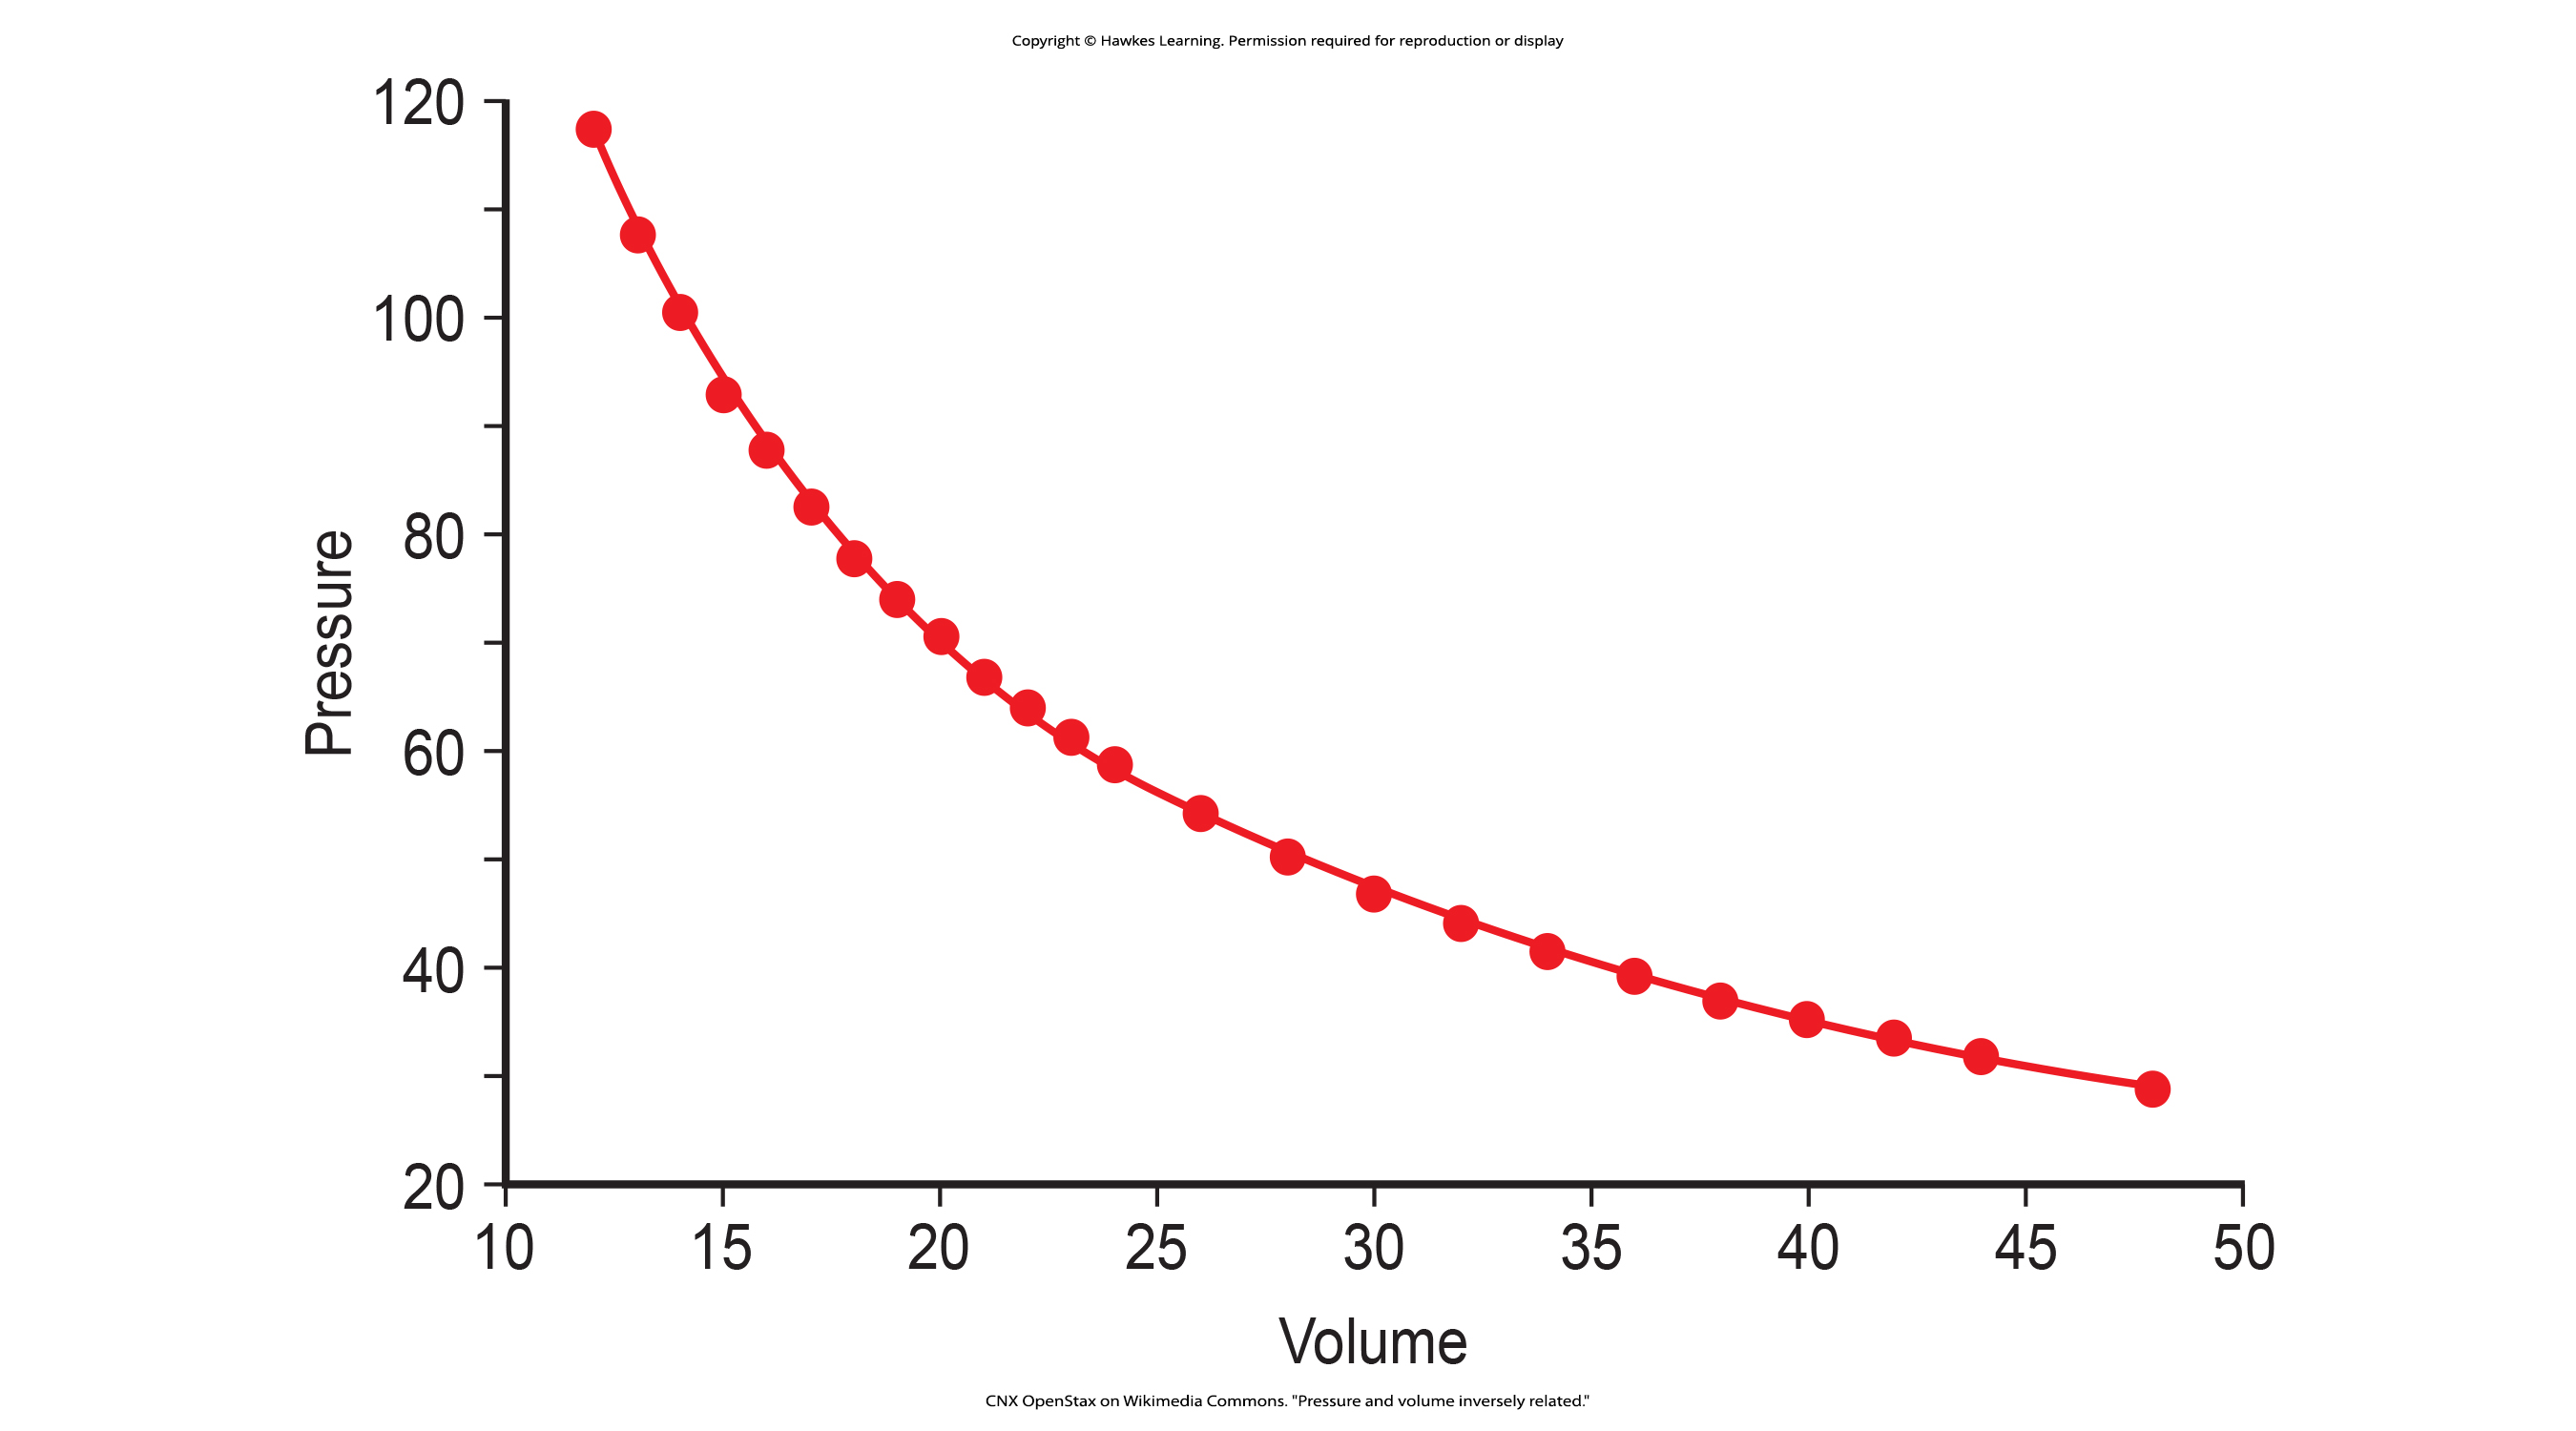 Copyright © Hawkes Learning. Permission required for reproduction or display
120
100
80
60
40
20
Pressure
10 15 20 25 30 35 40 45 50
Volume
CNX OpenStax on Wikimedia Commons. "Pressure and volume inversely related."